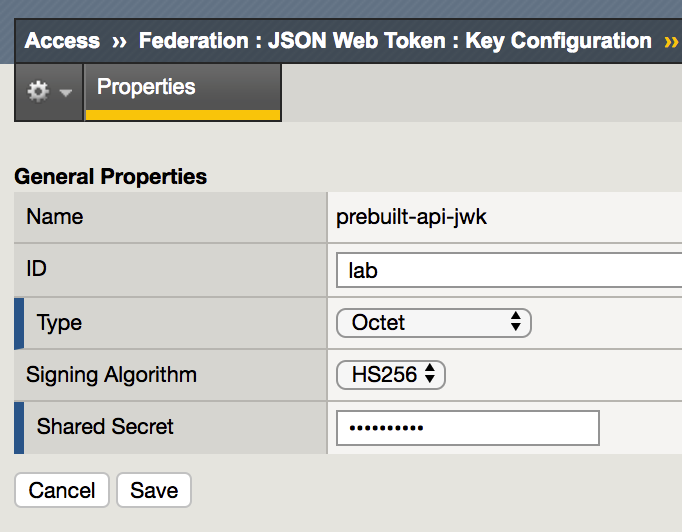 Access ›› Federation : JSON Web Token : Key Configuration ››
Properties
General Properties
Name prebuilt-api-jwk
ID lab
Type Octet
Signing Algorithm HS256
Shared Secret ••••••••••
Cancel Save